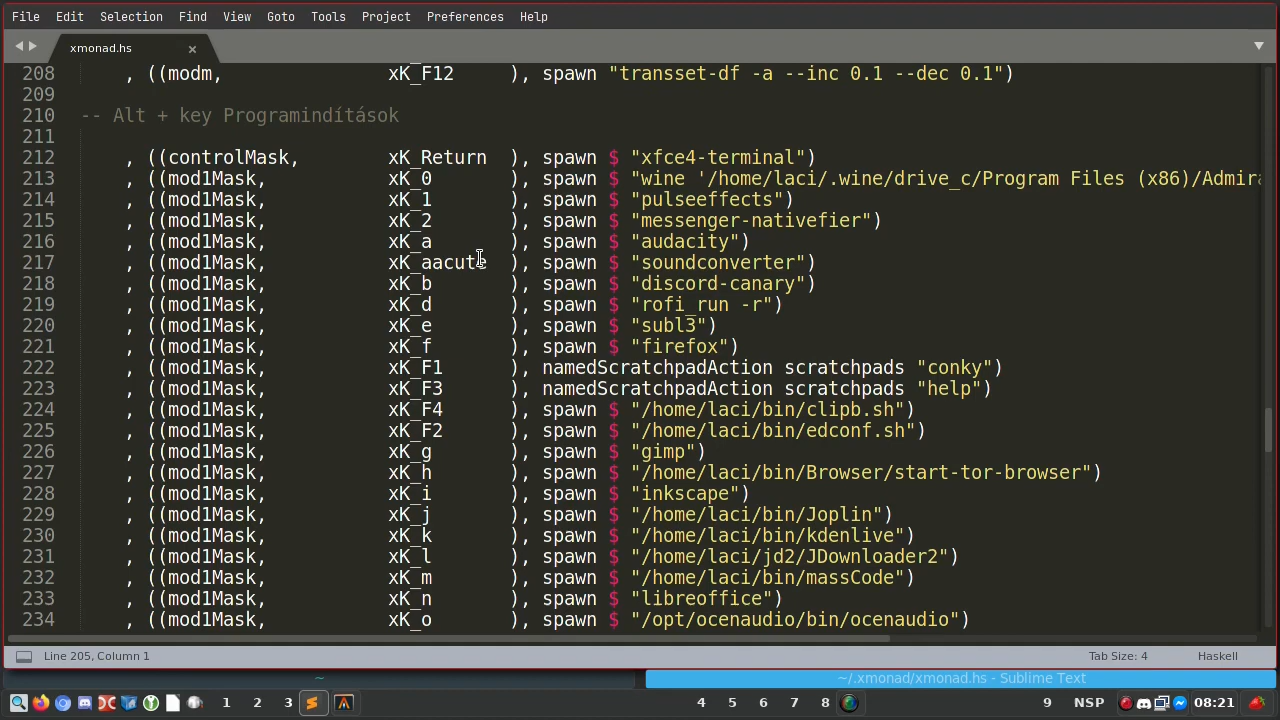 File Edit Selection Find View Goto Tools Project Preferences Help
xmonad.hs ×
208 , ((modm, xK_F12 ), spawn "transset-df -a --inc 0.1 --dec 0.1")
209
210 -- Alt + key Programindítások
211
212 , ((controlMask, xK_Return ), spawn $ "xfce4-terminal")
213 , ((mod1Mask, xK_0 ), spawn $ "wine '/home/laci/.wine/drive_c/Program Files (x86)/Admira
214 , ((mod1Mask, xK_1 ), spawn $ "pulseeffects")
215 , ((mod1Mask, xK_2 ), spawn $ "messenger-nativefier")
216 , ((mod1Mask, xK_a ), spawn $ "audacity")
217 , ((mod1Mask, xK_aacute ), spawn $ "soundconverter")
218 , ((mod1Mask, xK_b ), spawn $ "discord-canary")
219 , ((mod1Mask, xK_d ), spawn $ "rofi_run -r")
220 , ((mod1Mask, xK_e ), spawn $ "subl3")
221 , ((mod1Mask, xK_f ), spawn $ "firefox")
222 , ((mod1Mask, xK_F1 ), namedScratchpadAction scratchpads "conky")
223 , ((mod1Mask, xK_F3 ), namedScratchpadAction scratchpads "help")
224 , ((mod1Mask, xK_F4 ), spawn $ "/home/laci/bin/clipb.sh")
225 , ((mod1Mask, xK_F2 ), spawn $ "/home/laci/bin/edconf.sh")
226 , ((mod1Mask, xK_g ), spawn $ "gimp")
227 , ((mod1Mask, xK_h ), spawn $ "/home/laci/bin/Browser/start-tor-browser")
228 , ((mod1Mask, xK_i ), spawn $ "inkscape")
229 , ((mod1Mask, xK_j ), spawn $ "/home/laci/bin/Joplin")
230 , ((mod1Mask, xK_k ), spawn $ "/home/laci/bin/kdenlive")
231 , ((mod1Mask, xK_l ), spawn $ "/home/laci/jd2/JDownloader2")
232 , ((mod1Mask, xK_m ), spawn $ "/home/laci/bin/massCode")
233 , ((mod1Mask, xK_n ), spawn $ "libreoffice")
234 , ((mod1Mask, xK_o ), spawn $ "/opt/ocenaudio/bin/ocenaudio")
Line 205, Column 1 Tab Size: 4 Haskell
~ ~/.xmonad/xmonad.hs - Sublime Text
1 2 3 4 5 6 7 8 9 NSP 08:21